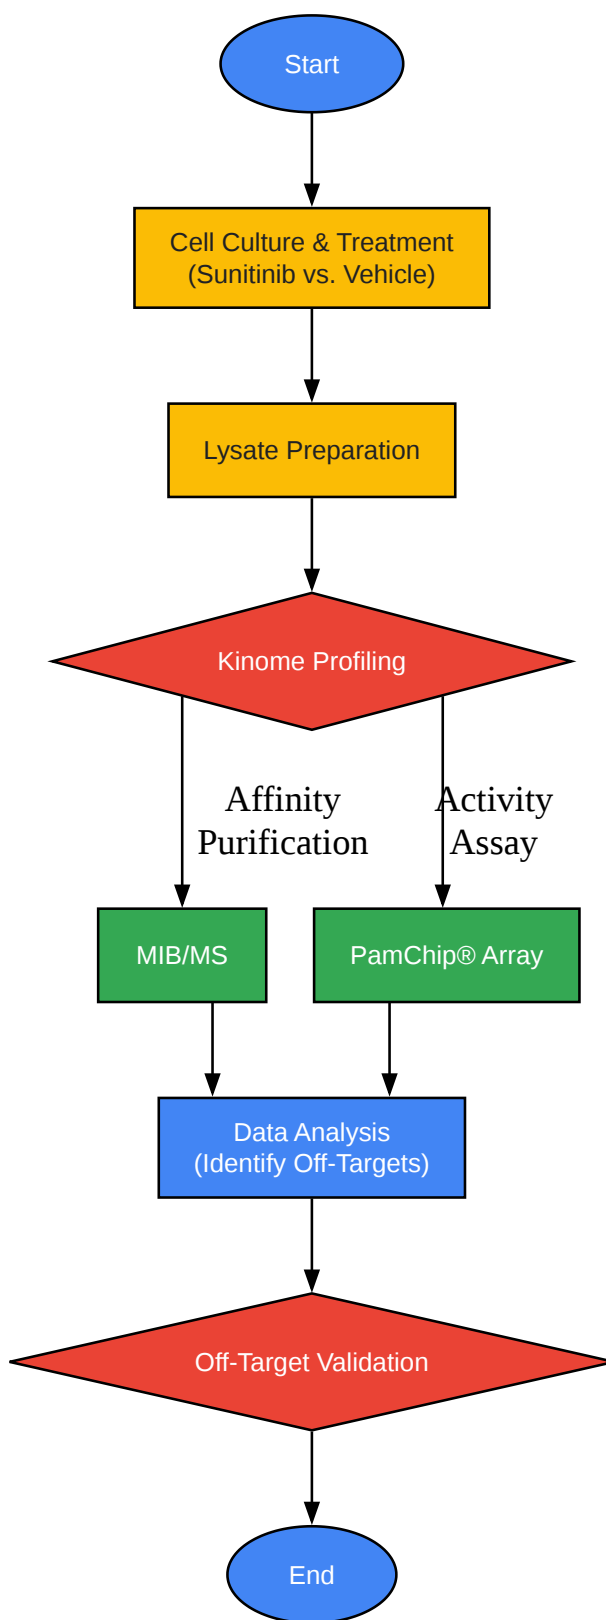 Start
Cell Culture & Treatment
(Sunitinib vs. Vehicle)
Lysate Preparation
Kinome Profiling
Affinity
Purification
Activity
Assay
MIB/MS
PamChip® Array
Data Analysis
(Identify Off-Targets)
Off-Target Validation
End